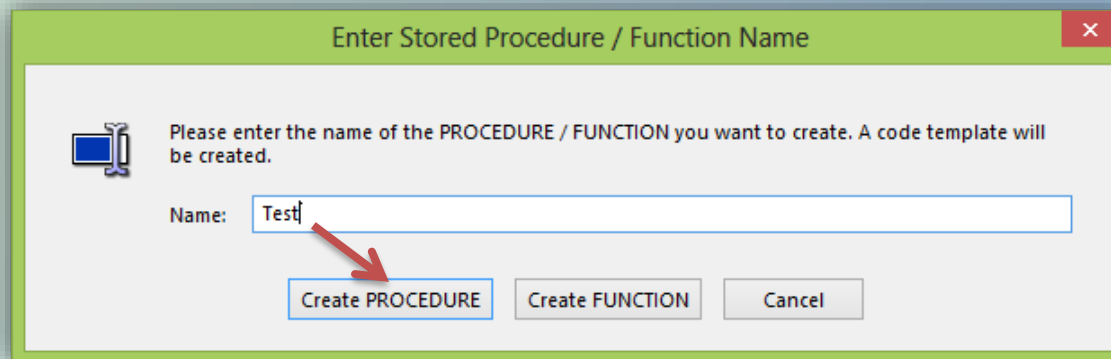 Enter Stored Procedure / Function Name
Please enter the name of the PROCEDURE / FUNCTION you want to create. A code template will
be created.
Name: Test
Create PROCEDURE Create FUNCTION Cancel